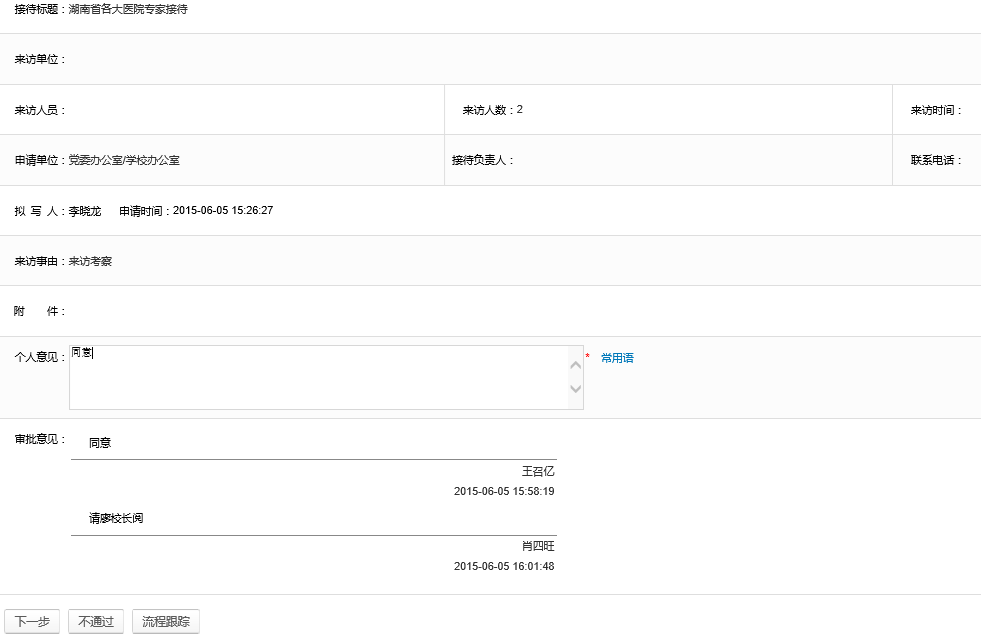 接待标题：湖南省各大医院专家接待
来访单位：
来访人员： 来访人数：2 来访时间：
申请单位：党委办公室/学校办公室 接待负责人： 联系电话：
拟 写 人：李晓龙 申请时间：2015-06-05 15:26:27
来访事由：来访考察
附 件：
个人意见：同意 * 常用语
审批意见： 同意
王召亿
2015-06-05 15:58:19
请廖校长阅
肖四旺
2015-06-05 16:01:48
下一步 不通过 流程跟踪